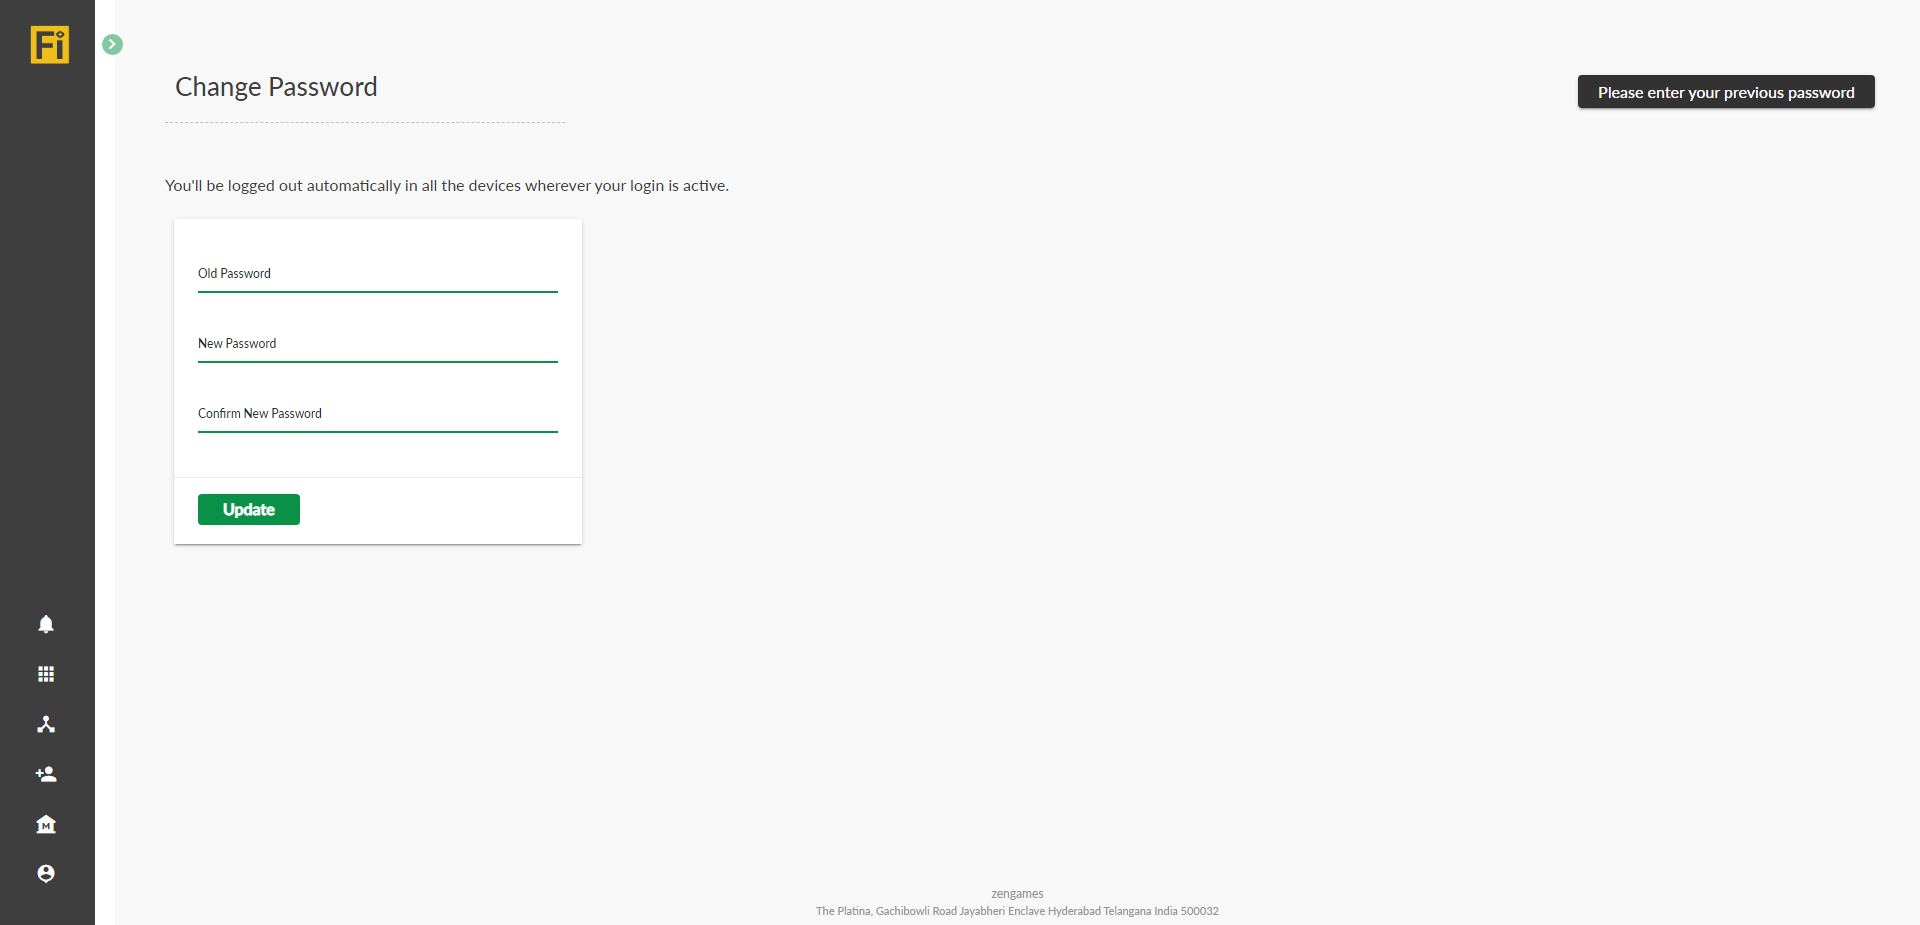 Fi
Change Password
Please enter your previous password
You'll be logged out automatically in all the devices wherever your login is active.
Old Password
New Password
Confirm New Password
Update
M
zengames
The Platina, Gachibowli Road Jayabheri Enclave Hyderabad Telangana India 500032